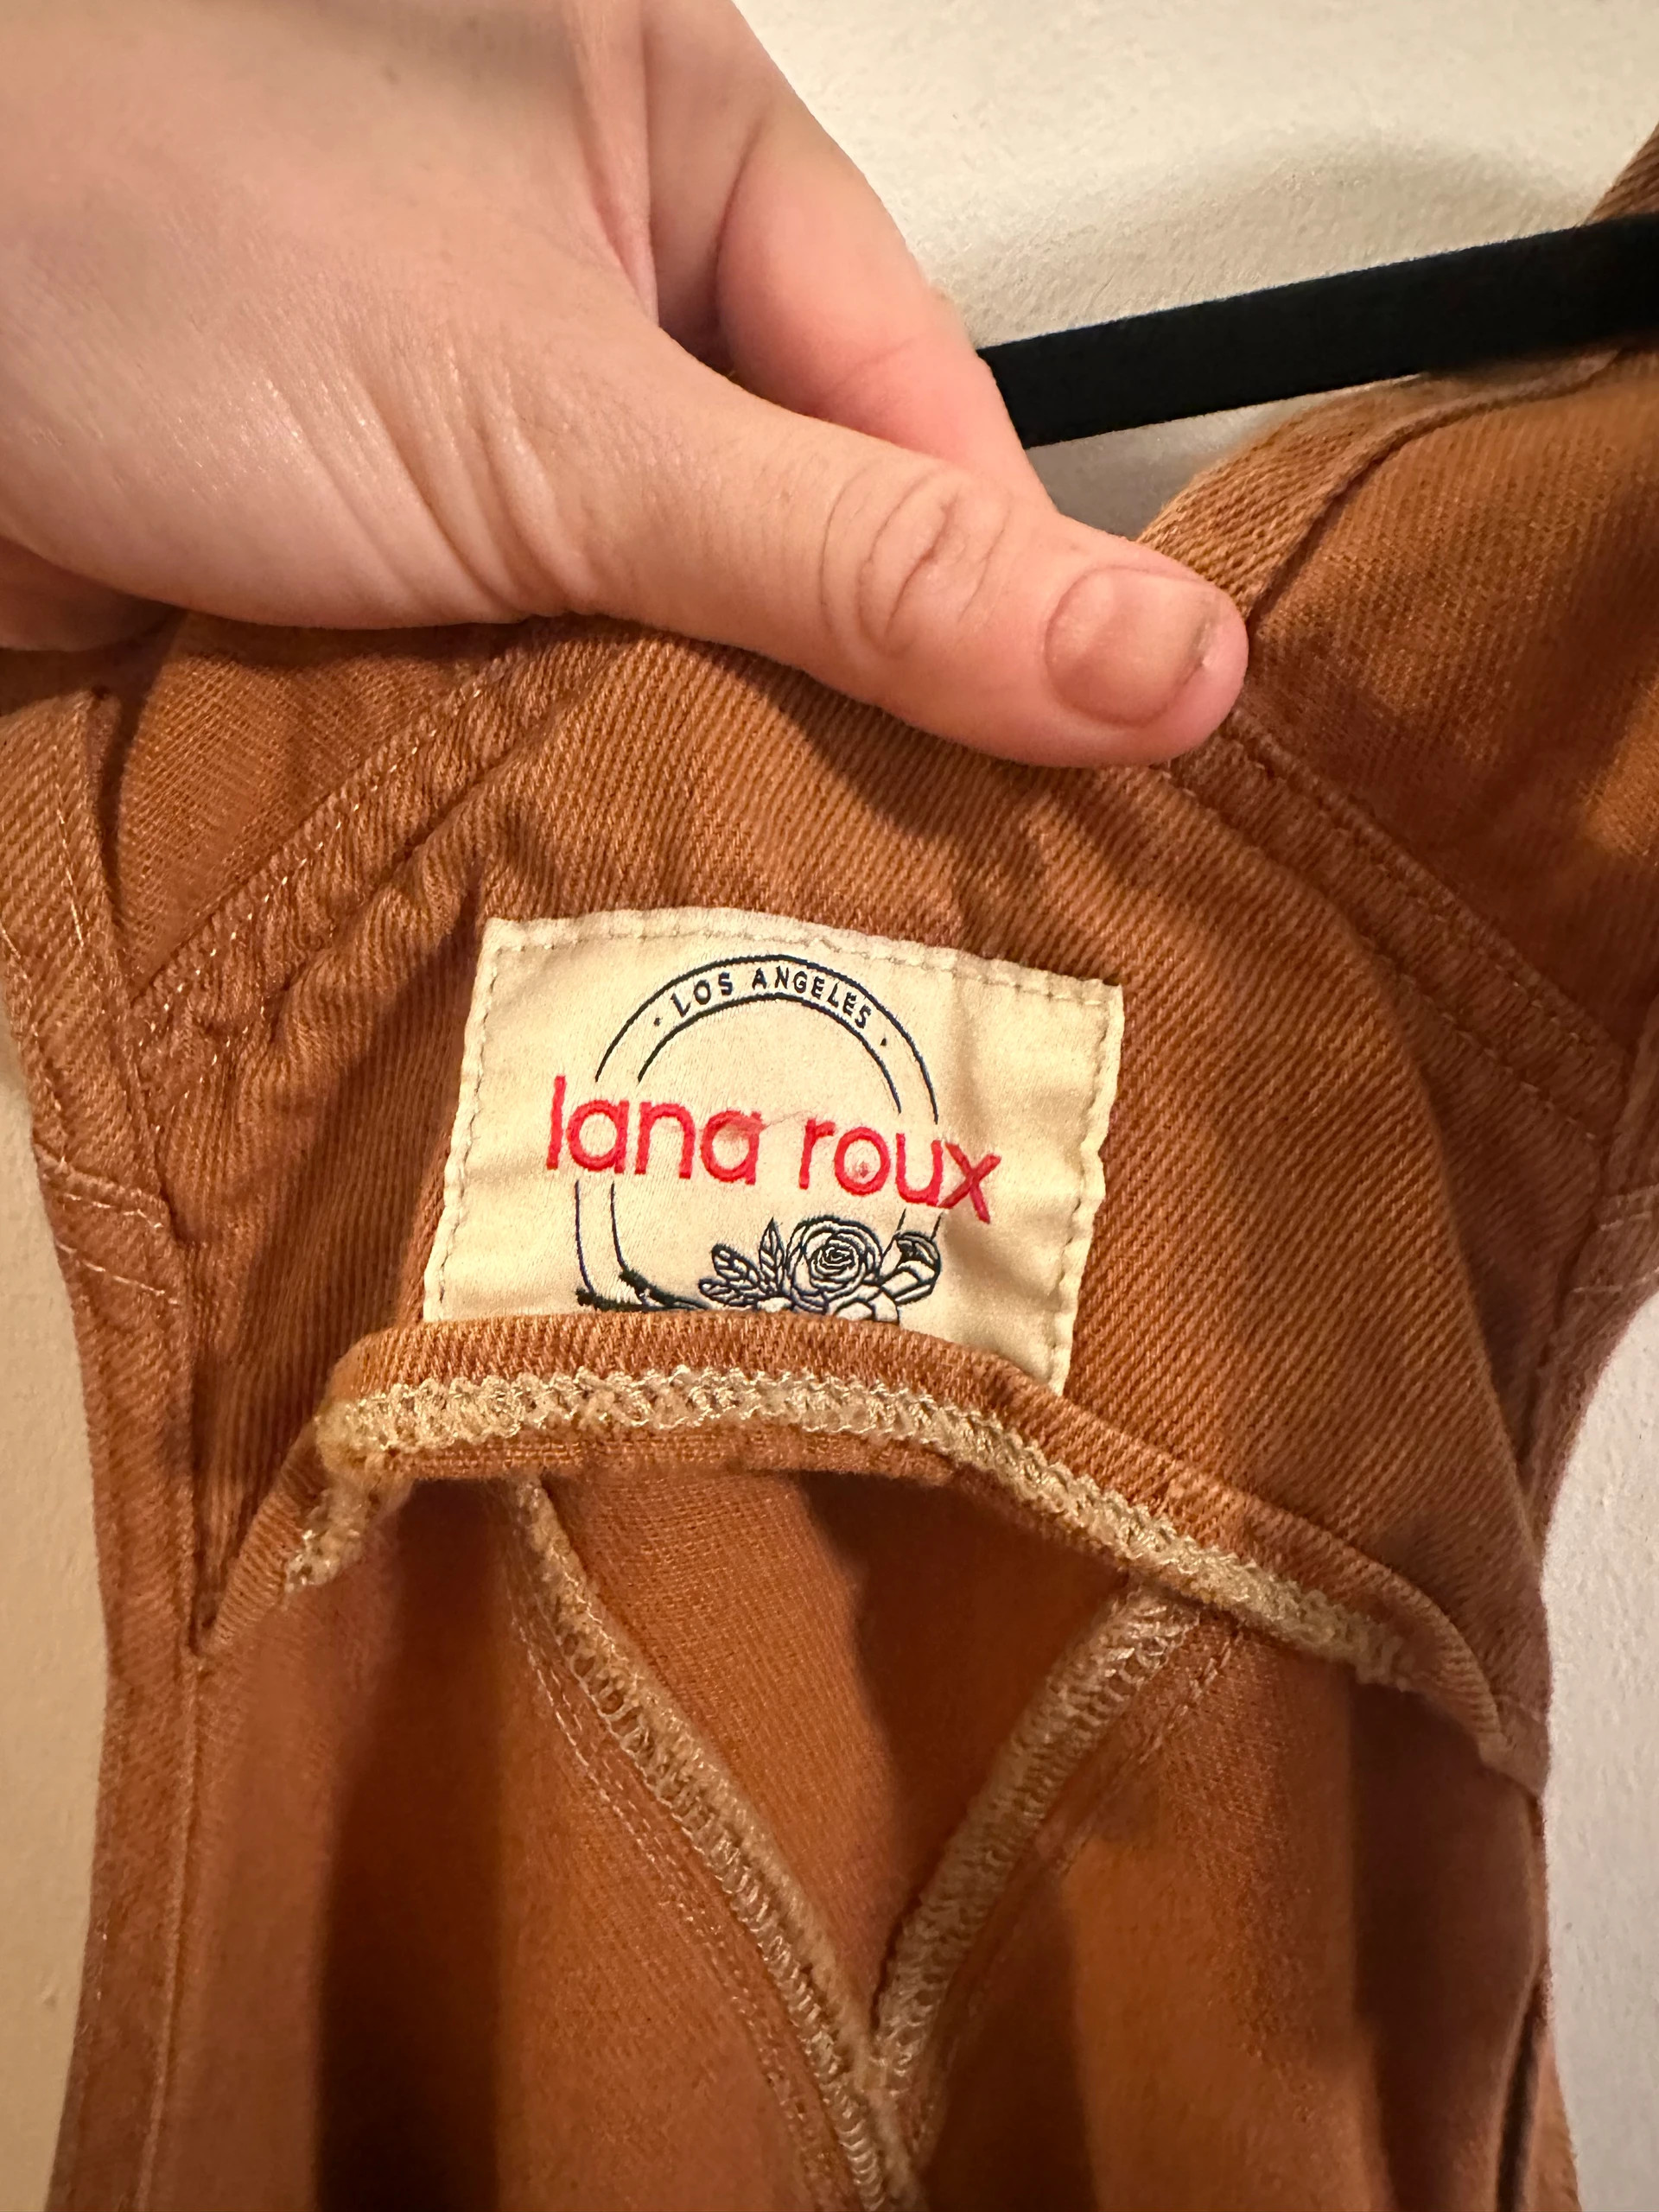 • LOS ANGELES •
lana roux